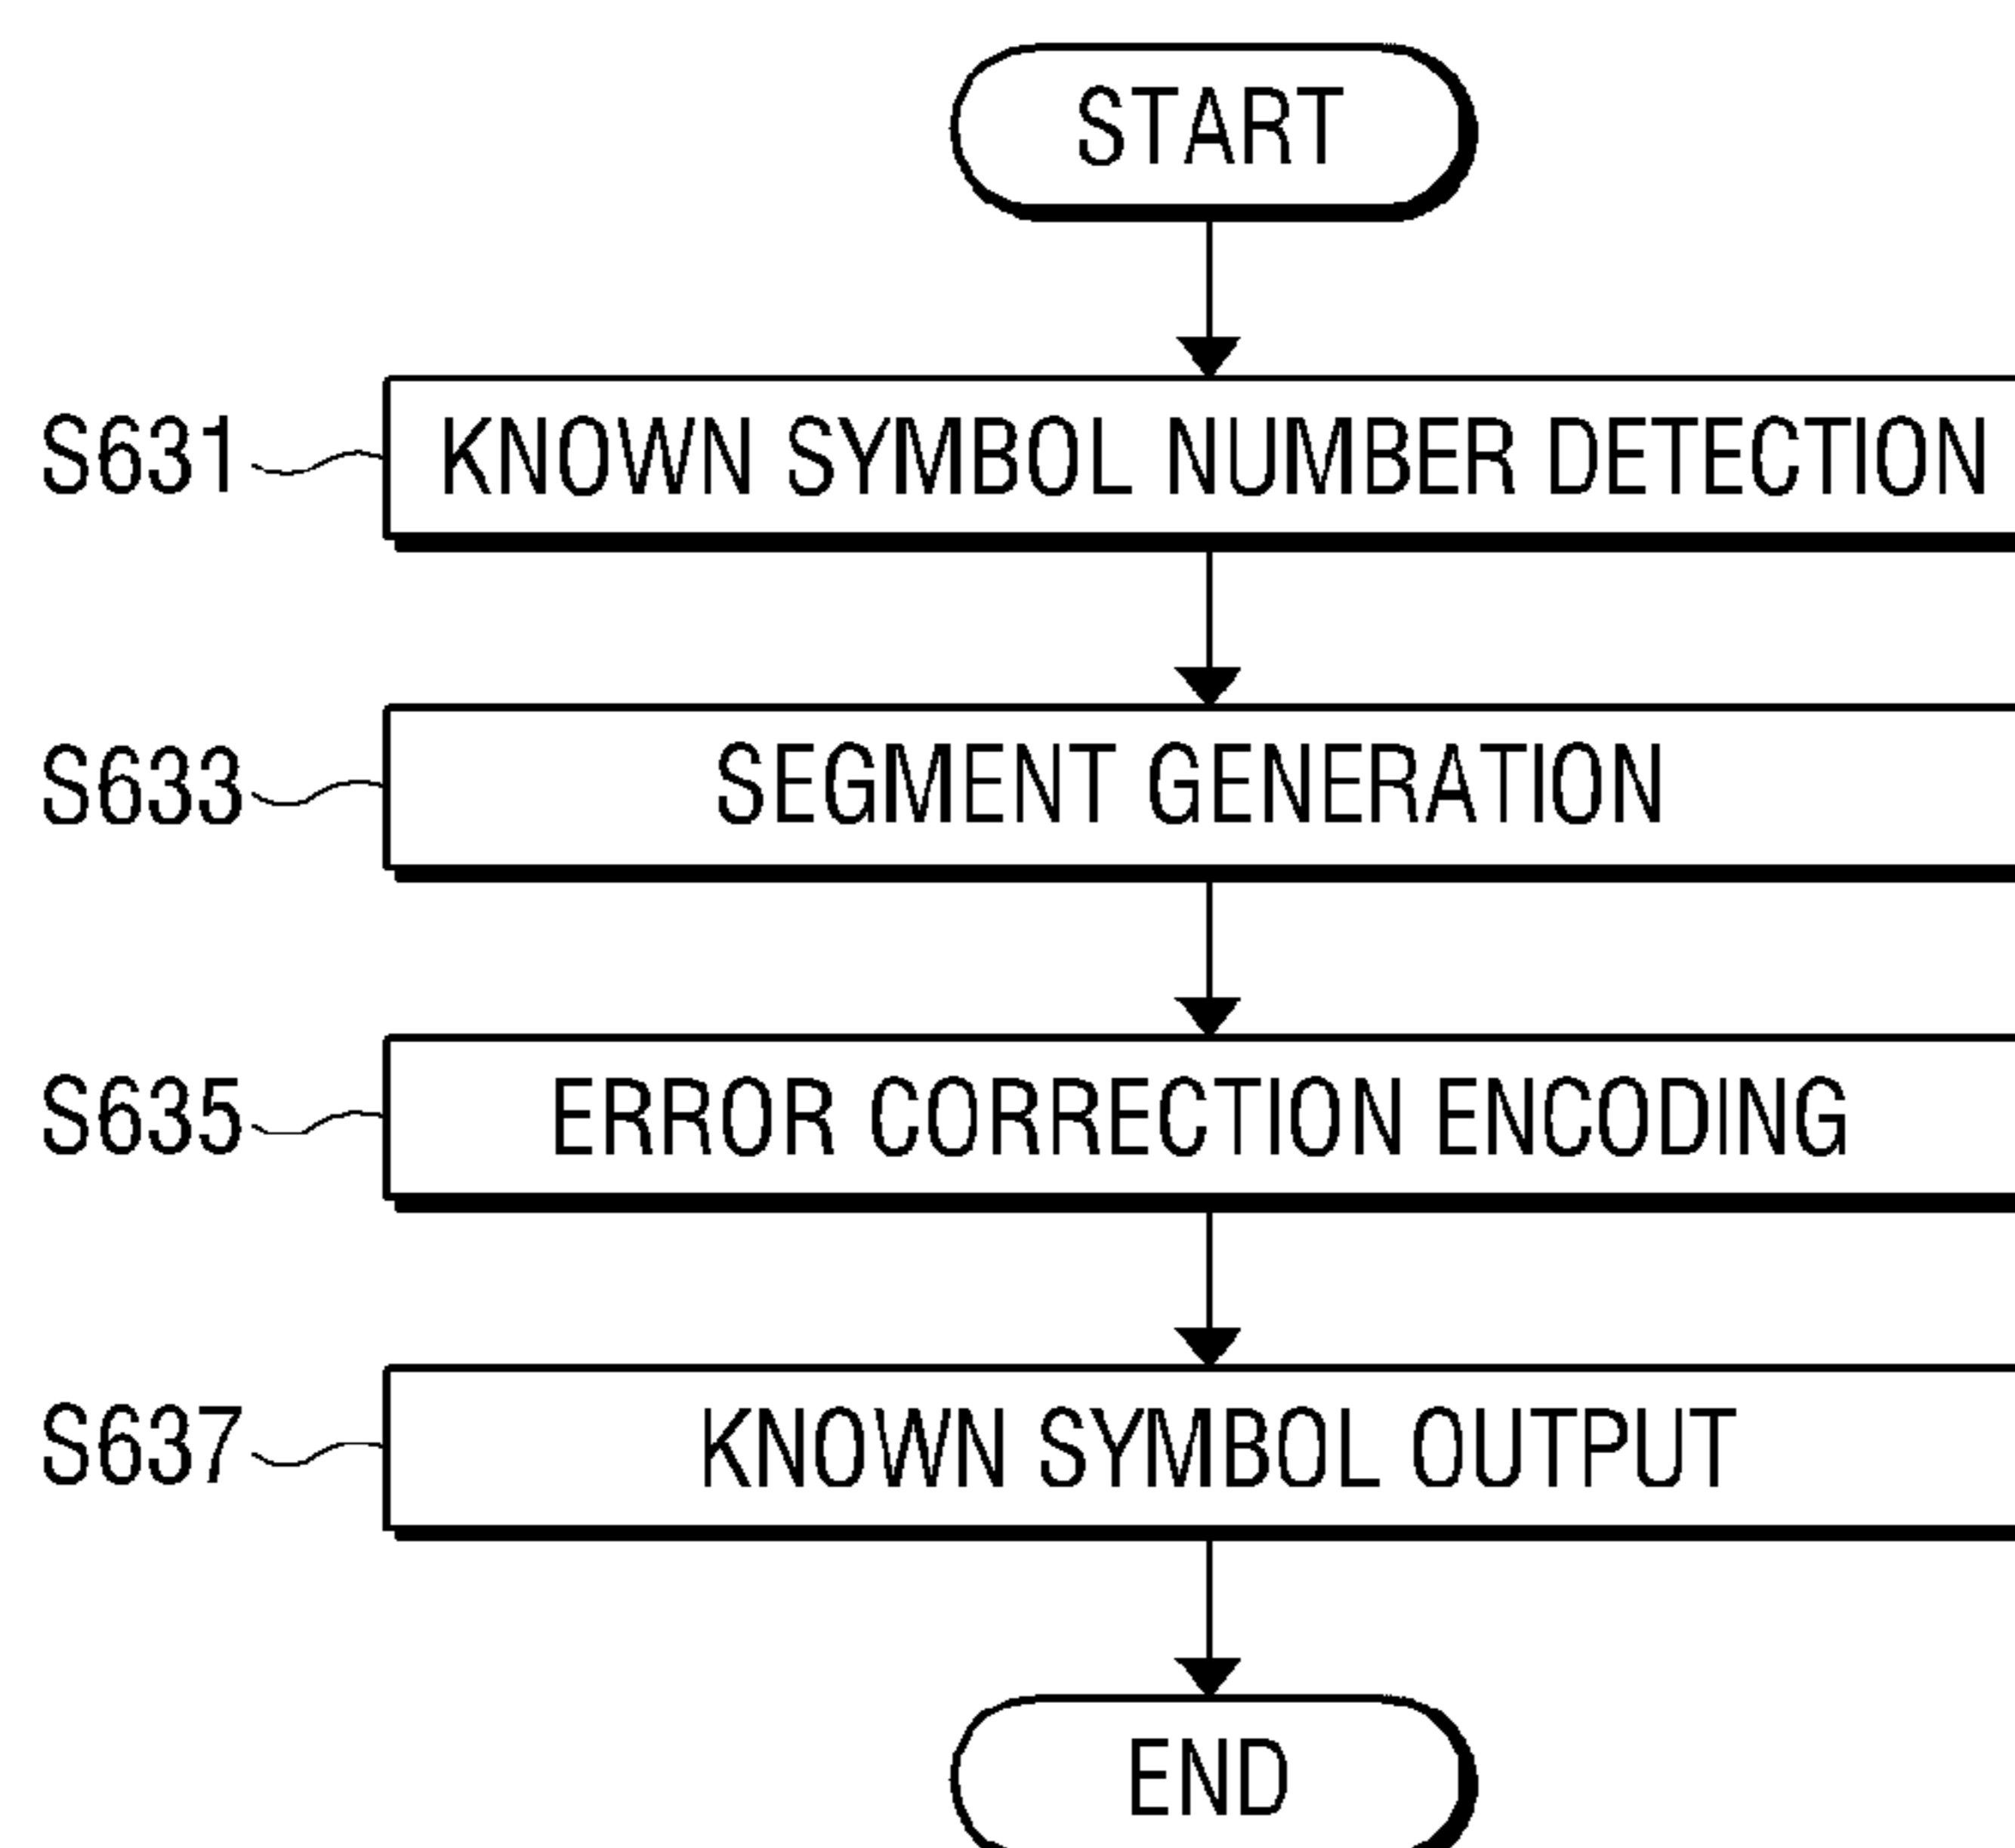 START
S631 KNOWN SYMBOL NUMBER DETECTION
S633 SEGMENT GENERATION
S635 ERROR CORRECTION ENCODING
S637 KNOWN SYMBOL OUTPUT
END